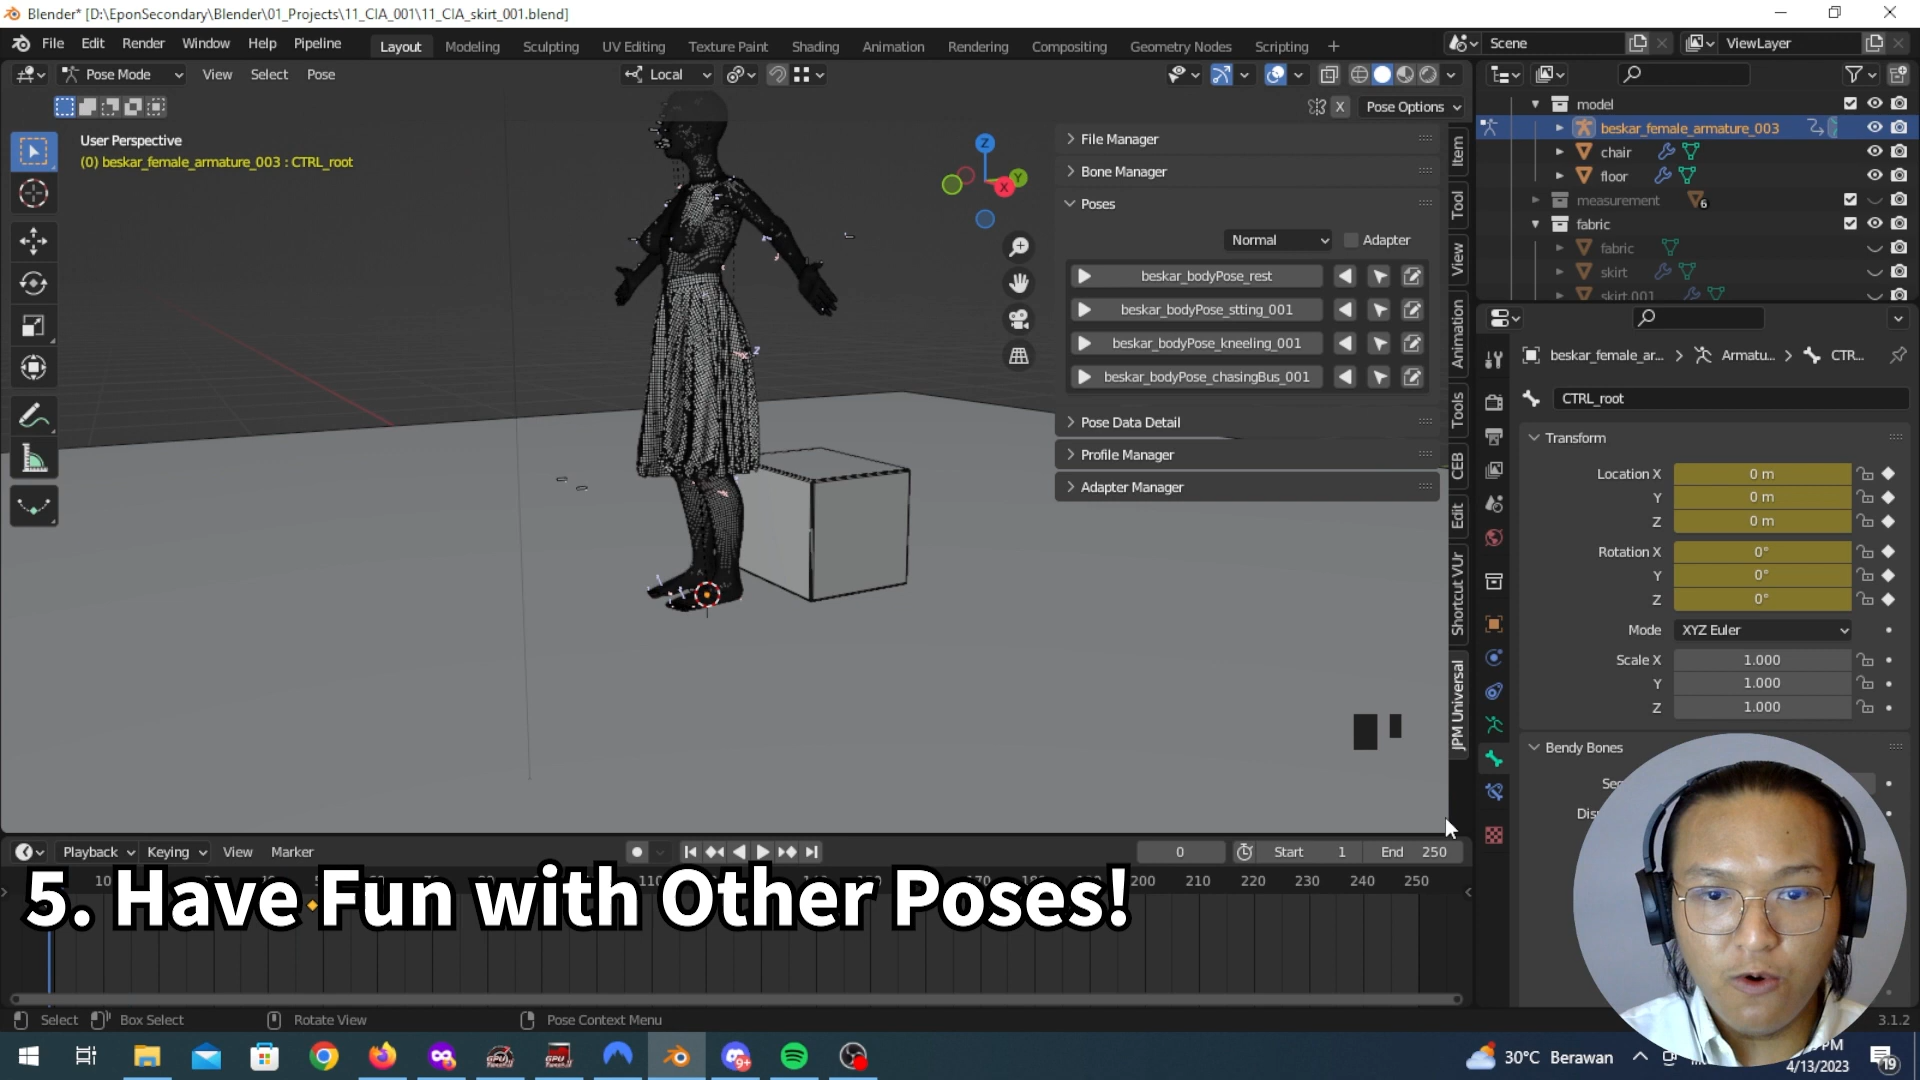 Blender* [D:\EponSecondary\Blender\01_Projects\11_CIA_001\11_CIA_skirt_001.blend]
File Edit Render Window Help Pipeline Layout Modeling Sculpting UV Editing Texture Paint Shading Animation Rendering Compositing Geometry Nodes Scripting + Scene ViewLayer
Pose Mode View Select Pose Local
X Pose Options
User Perspective
(0) beskar_female_armature_003 : CTRL_root
Z
Y
X
File Manager
Bone Manager
Poses
Normal Adapter
beskar_bodyPose_rest
beskar_bodyPose_stting_001
beskar_bodyPose_kneeling_001
beskar_bodyPose_chasingBus_001
Pose Data Detail
Profile Manager
Adapter Manager
Item
Tool
View
Animation
Tools
CEB
Edit
Shortcut VUr
JPM Universal
model
beskar_female_armature_003
chair
floor
measurement 6
fabric
fabric
skirt
skirt.001
beskar_female_ar... Armatu... CTR...
CTRL_root
Transform
Location X 0 m
Y 0 m
Z 0 m
Rotation X 0°
Y 0°
Z 0°
Mode XYZ Euler
Scale X 1.000
Y 1.000
Z 1.000
Bendy Bones
Playback Keying View Marker 0 Start 1 End 250
200 210 220 230 240 250
5. Have Fun with Other Poses!
Select Box Select Rotate View Pose Context Menu 3.1.2
9+ 30°C Berawan PM
4/13/2023 19